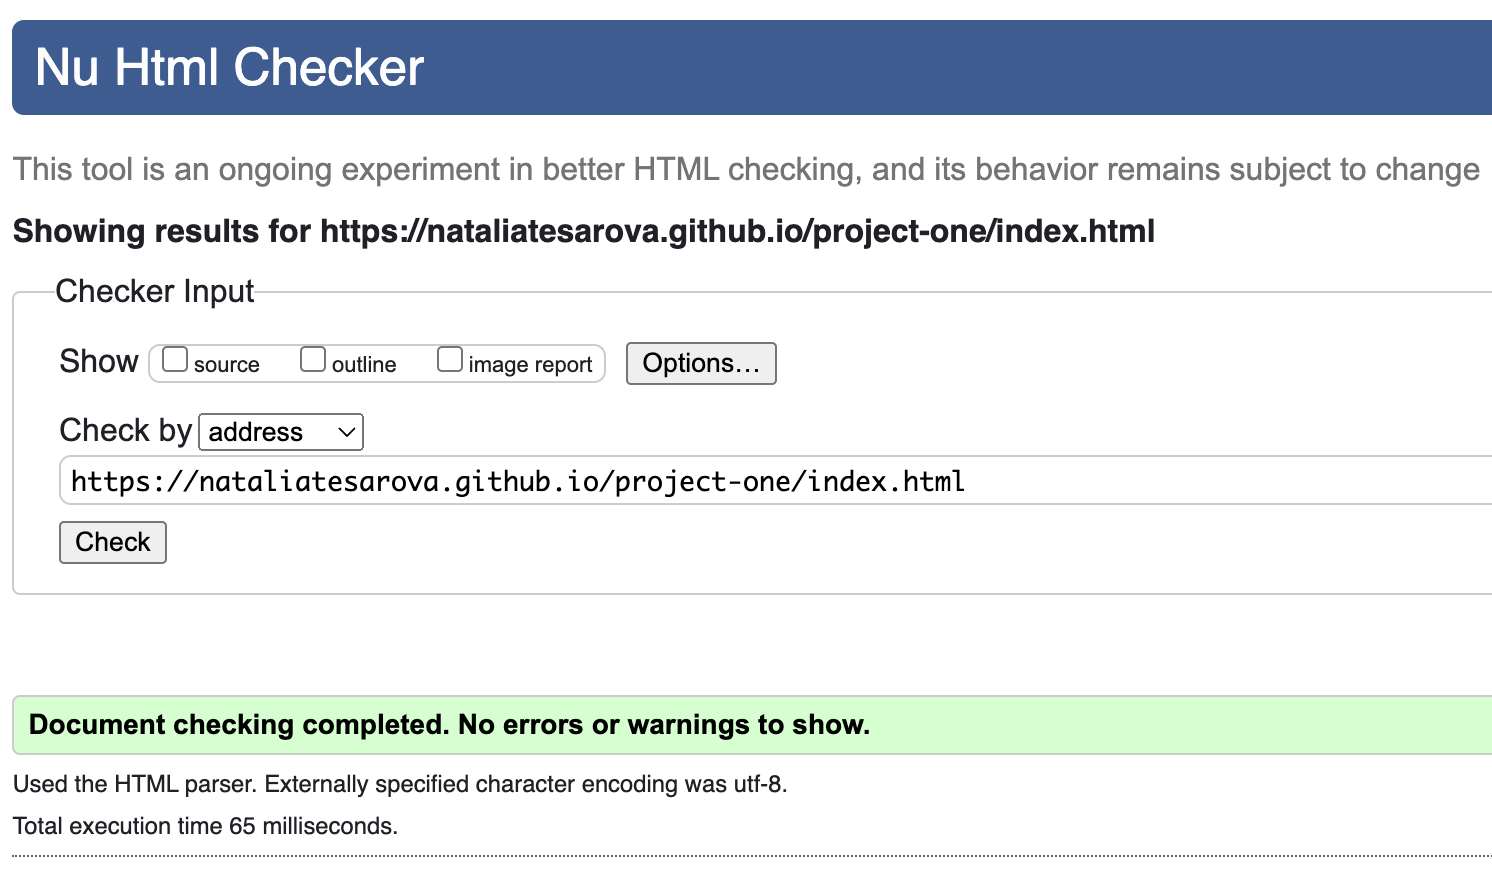 Nu Html Checker
This tool is an ongoing experiment in better HTML checking, and its behavior remains subject to change
Showing results for https://nataliatesarova.github.io/project-one/index.html
Checker Input
Show source outline image report Options…
Check by address
https://nataliatesarova.github.io/project-one/index.html
Check
Document checking completed. No errors or warnings to show.
Used the HTML parser. Externally specified character encoding was utf-8.
Total execution time 65 milliseconds.